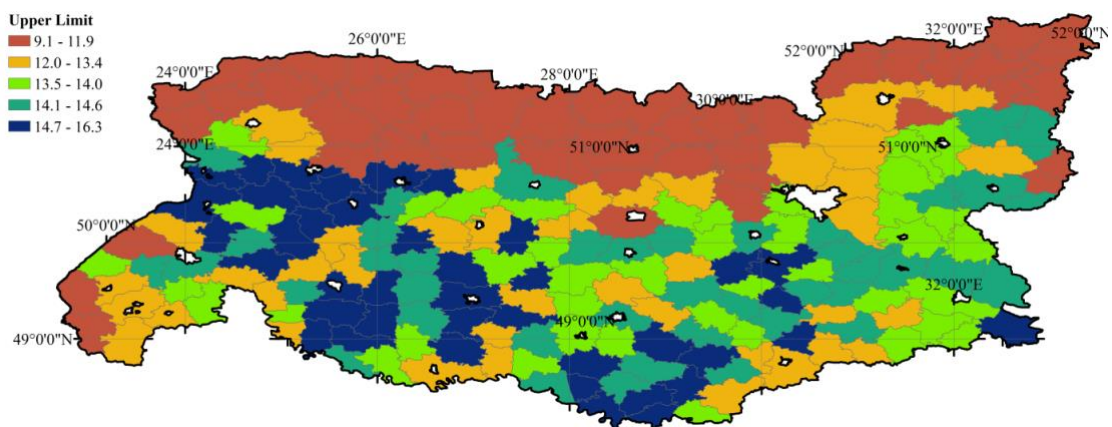 Upper Limit
9.1 - 11.9
12.0 - 13.4
13.5 - 14.0
14.1 - 14.6
14.7 - 16.3
26°0'0"E
32°0'0"E
52°0'0"N
52°0'0"N
24°0'0"E
28°0'0"E
30°0'0"E
24°0'0"E
51°0'0"N
51°0'0"N
50°0'0"N
32°0'0"E
49°0'0"N
49°0'0"N